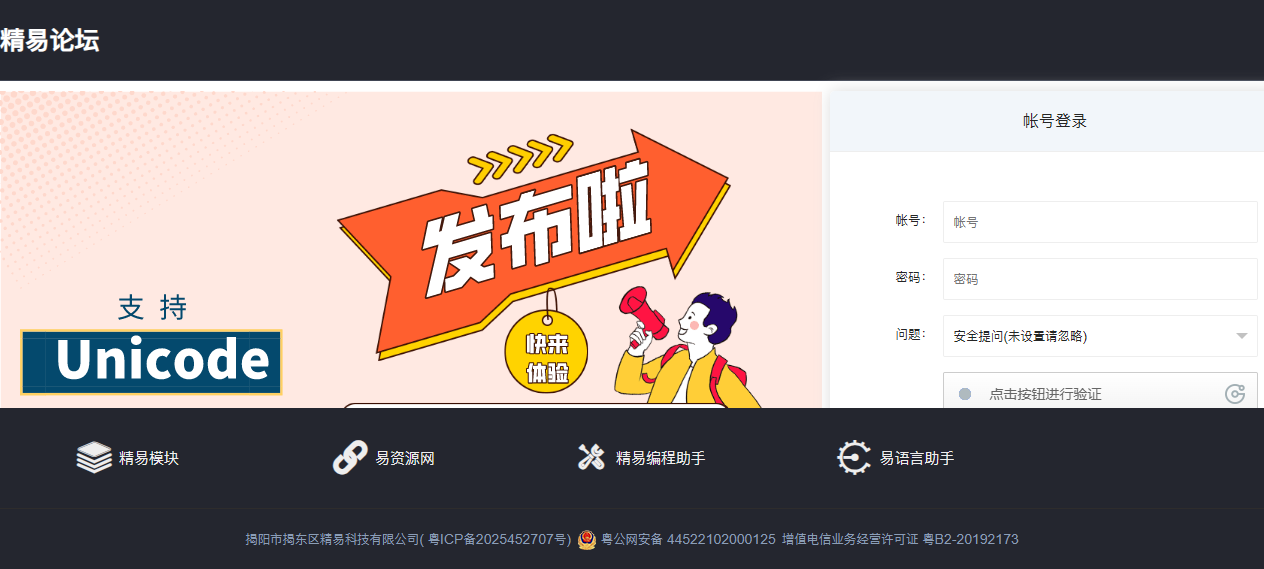 精易论坛
帐号登录
发布啦
帐号：
帐号
密码：
密码
支持
Unicode
快来
体验
问题：
安全提问(未设置请忽略)
点击按钮进行验证
精易模块
易资源网
精易编程助手
易语言助手
揭阳市揭东区精易科技有限公司( 粤ICP备2025452707号) 粤公网安备 44522102000125 增值电信业务经营许可证 粤B2-20192173